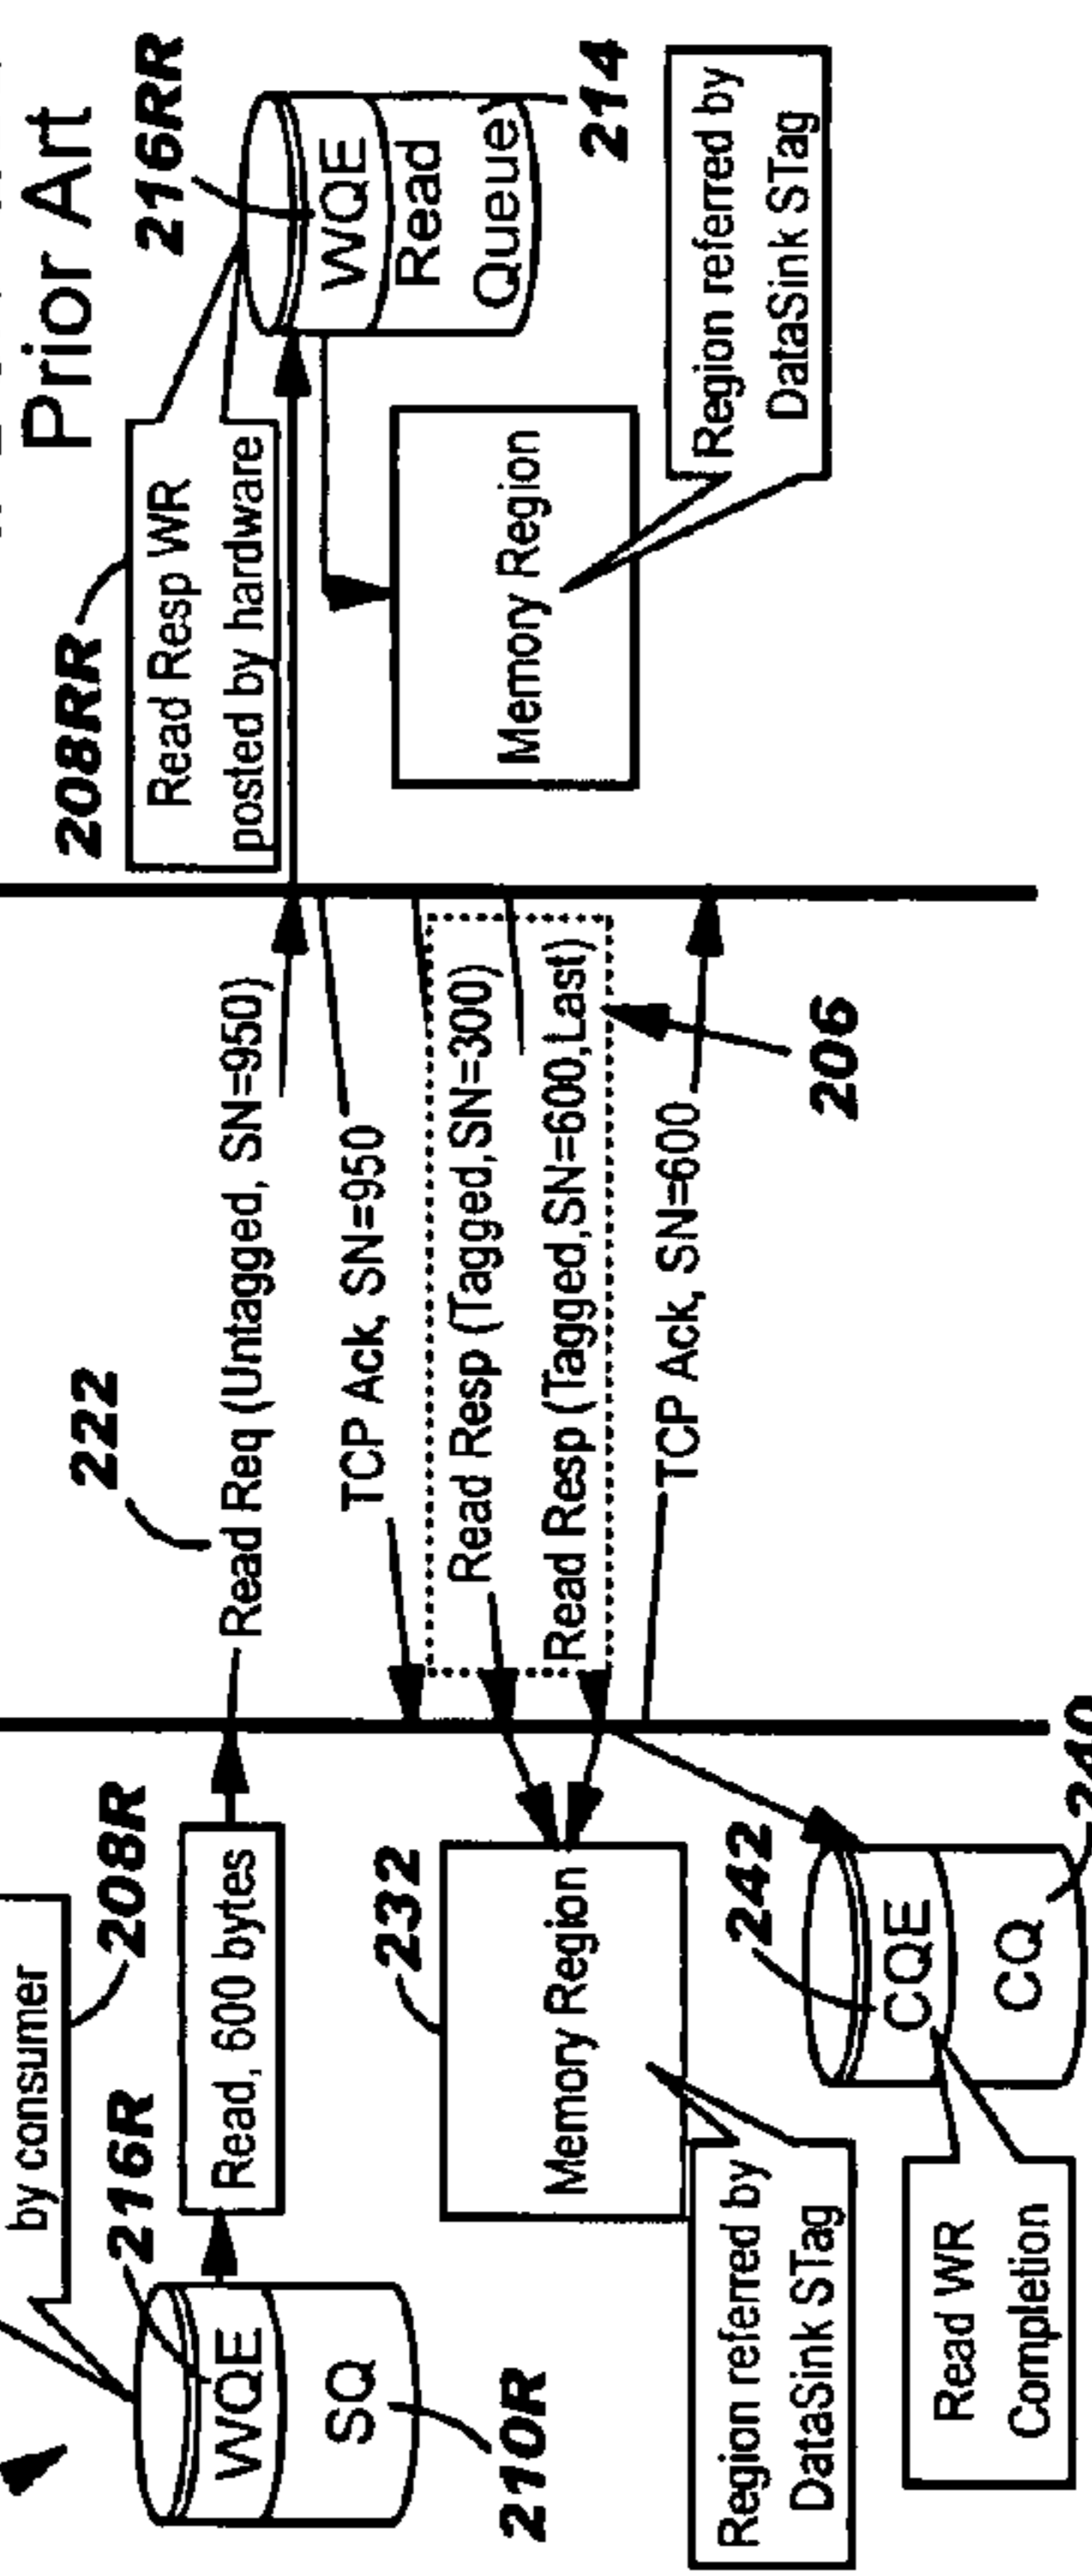 Prior Art
by consumer
208R
216R
WQE
SQ
210R
Read, 600 bytes
222
Read Req (Untagged, SN=950)
TCP Ack, SN=950
Read Resp (Tagged,SN=300)
Read Resp (Tagged,SN=600,Last)
TCP Ack, SN=600
206
208RR
Read Resp WR
posted by hardware
216RR
WQE
Read
Queue
214
Memory Region
Region referred by
DataSink STag
232
Memory Region
Region referred by
DataSink STag
242
CQE
CQ
240
Read WR
Completion